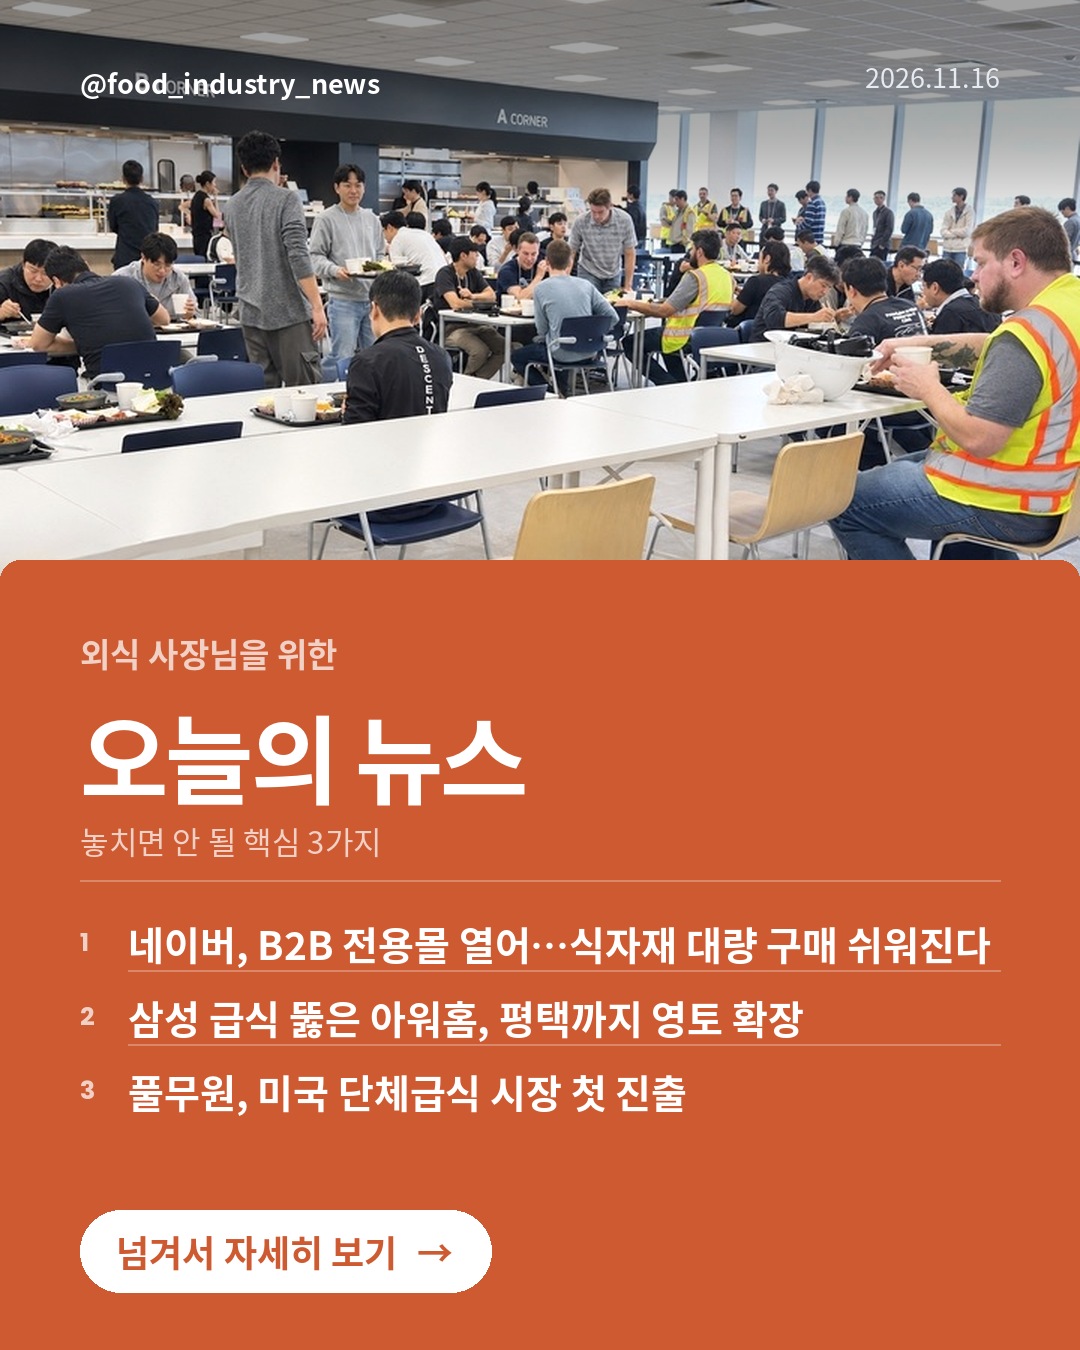 @food_industry_news
2026.11.16
B CORNER
A CORNER
DESCENT
외식 사장님을 위한
오늘의 뉴스
놓치면 안 될 핵심 3가지
1 네이버, B2B 전용몰 열어…식자재 대량 구매 쉬워진다
2 삼성 급식 뚫은 아워홈, 평택까지 영토 확장
3 풀무원, 미국 단체급식 시장 첫 진출
넘겨서 자세히 보기 →